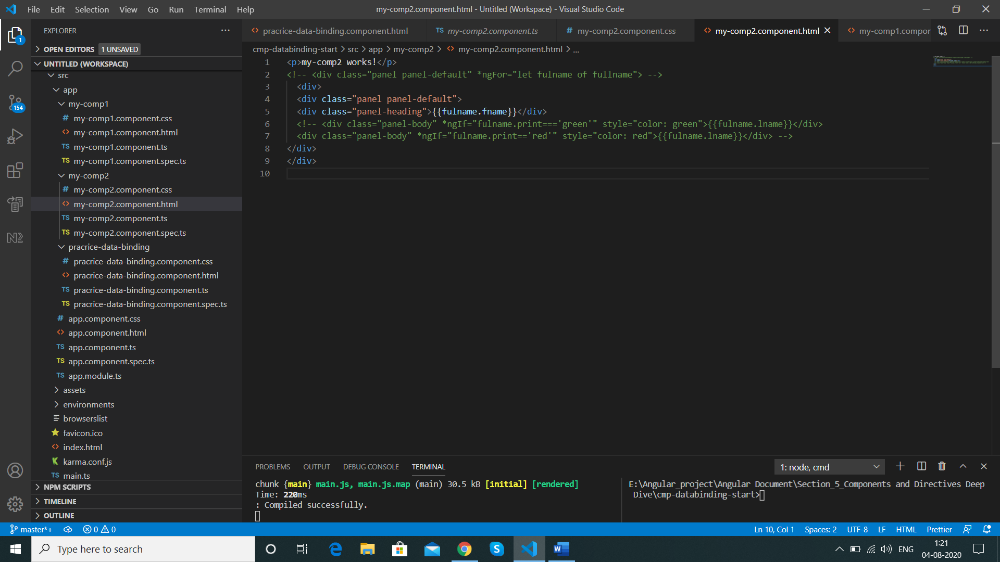 File Edit Selection View Go Run Terminal Help
my-comp2.component.html - Untitled (Workspace) - Visual Studio Code
EXPLORER
OPEN EDITORS 1 UNSAVED
UNTITLED (WORKSPACE)
src
app
my-comp1
# my-comp1.component.css
<> my-comp1.component.html
TS my-comp1.component.ts
TS my-comp1.component.spec.ts
my-comp2
# my-comp2.component.css
<> my-comp2.component.html
TS my-comp2.component.ts
TS my-comp2.component.spec.ts
pracrice-data-binding
# pracrice-data-binding.component.css
<> pracrice-data-binding.component.html
TS pracrice-data-binding.component.ts
TS pracrice-data-binding.component.spec.ts
# app.component.css
<> app.component.html
TS app.component.ts
TS app.component.spec.ts
TS app.module.ts
assets
environments
browserslist
favicon.ico
<> index.html
karma.conf.js
TS main.ts
NPM SCRIPTS
TIMELINE
OUTLINE
1
154
<> pracrice-data-binding.component.html TS my-comp2.component.ts # my-comp2.component.css <> my-comp2.component.html <> my-comp1.compor
cmp-databinding-start > src > app > my-comp2 > <> my-comp2.component.html > ...
1 <p>my-comp2 works!</p>
2 <!-- <div class="panel panel-default" *ngFor="let fulname of fullname"> -->
3 <div>
4 <div class="panel panel-default">
5 <div class="panel-heading">{{fulname.fname}}</div>
6 <!-- <div class="panel-body" *ngIf="fulname.print==='green'" style="color: green">{{fulname.lname}}</div>
7 <div class="panel-body" *ngIf="fulname.print=='red'" style="color: red">{{fulname.lname}}</div> -->
8 </div>
9 </div>
10
PROBLEMS OUTPUT DEBUG CONSOLE TERMINAL
1: node, cmd
chunk {main} main.js, main.js.map (main) 30.5 kB [initial] [rendered]
Time: 220ms
: Compiled successfully.
E:\Angular_project\Angular Document\Section_5_Components and Directives Deep
Dive\cmp-databinding-start>
master*+ 0 0
Ln 10, Col 1 Spaces: 2 UTF-8 LF HTML Prettier
Type here to search
ENG
1:21
04-08-2020